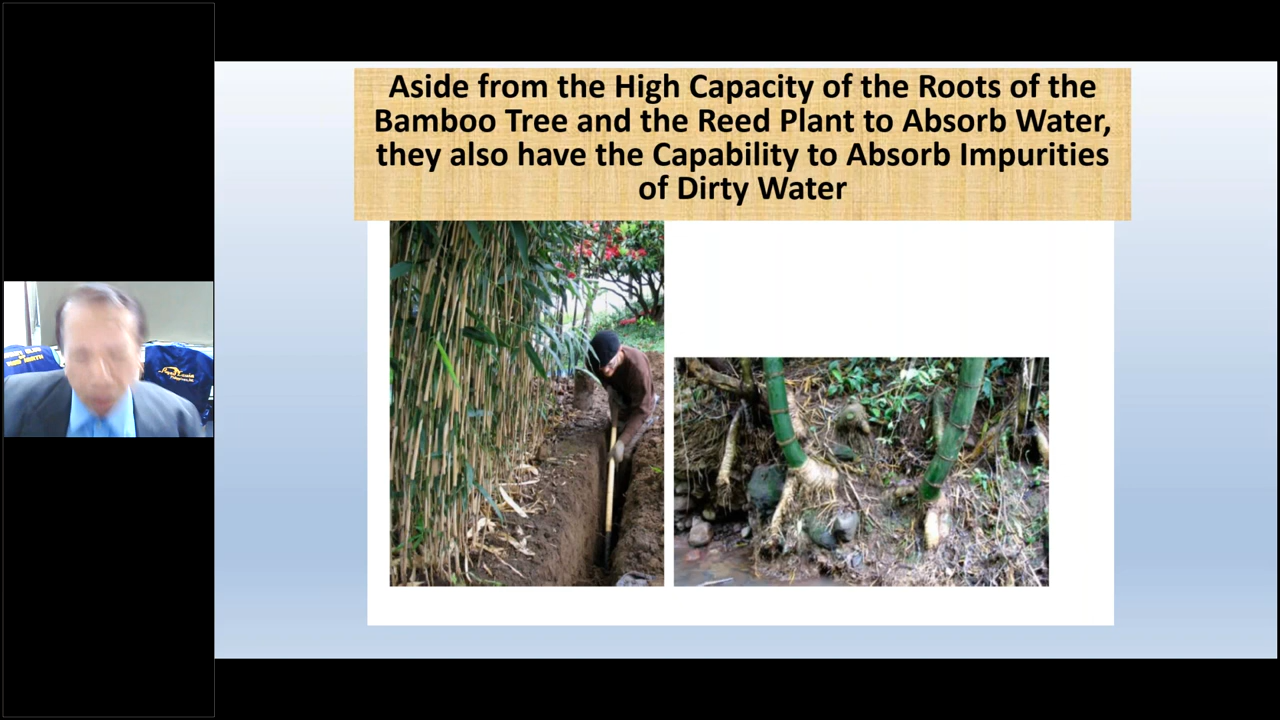 Aside from the High Capacity of the Roots of the
Bamboo Tree and the Reed Plant to Absorb Water,
they also have the Capability to Absorb Impurities
of Dirty Water